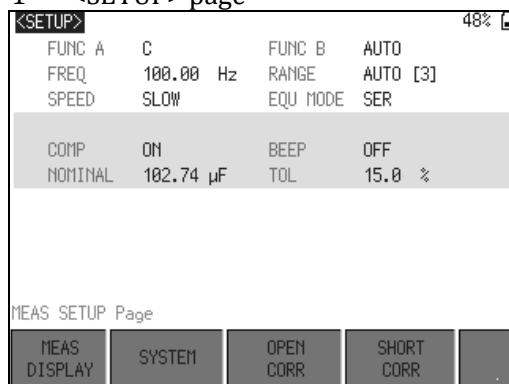 <SETUP> page
<SETUP> 48%
FUNC A C FUNC B AUTO
FREQ 100.00 Hz RANGE AUTO [3]
SPEED SLOW EQU MODE SER
COMP ON BEEP OFF
NOMINAL 102.74 µF TOL 15.0 %
MEAS SETUP Page
MEAS DISPLAY SYSTEM OPEN CORR SHORT CORR